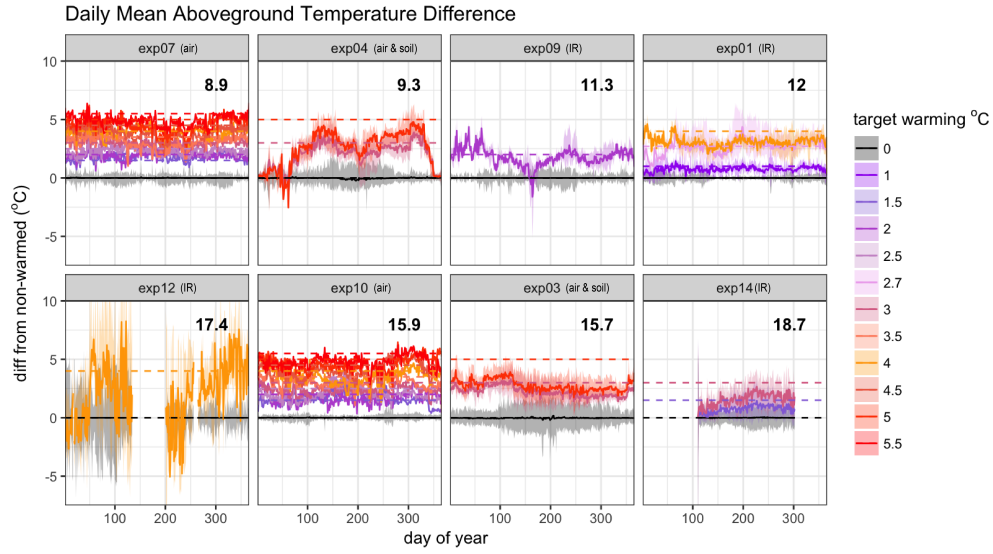 Daily Mean Aboveground Temperature Difference
exp07 (air)
exp04 (air & soil)
exp09 (IR)
exp01 (IR)
10
5
0
-5
8.9
9.3
11.3
12
exp12 (IR)
exp10 (air)
exp03 (air & soil)
exp14(IR)
10
5
0
-5
17.4
15.9
15.7
18.7
100 200 300
100 200 300
100 200 300
100 200 300
day of year
diff from non-warmed (°C)
target warming °C
0
1
1.5
2
2.5
2.7
3
3.5
4
4.5
5
5.5